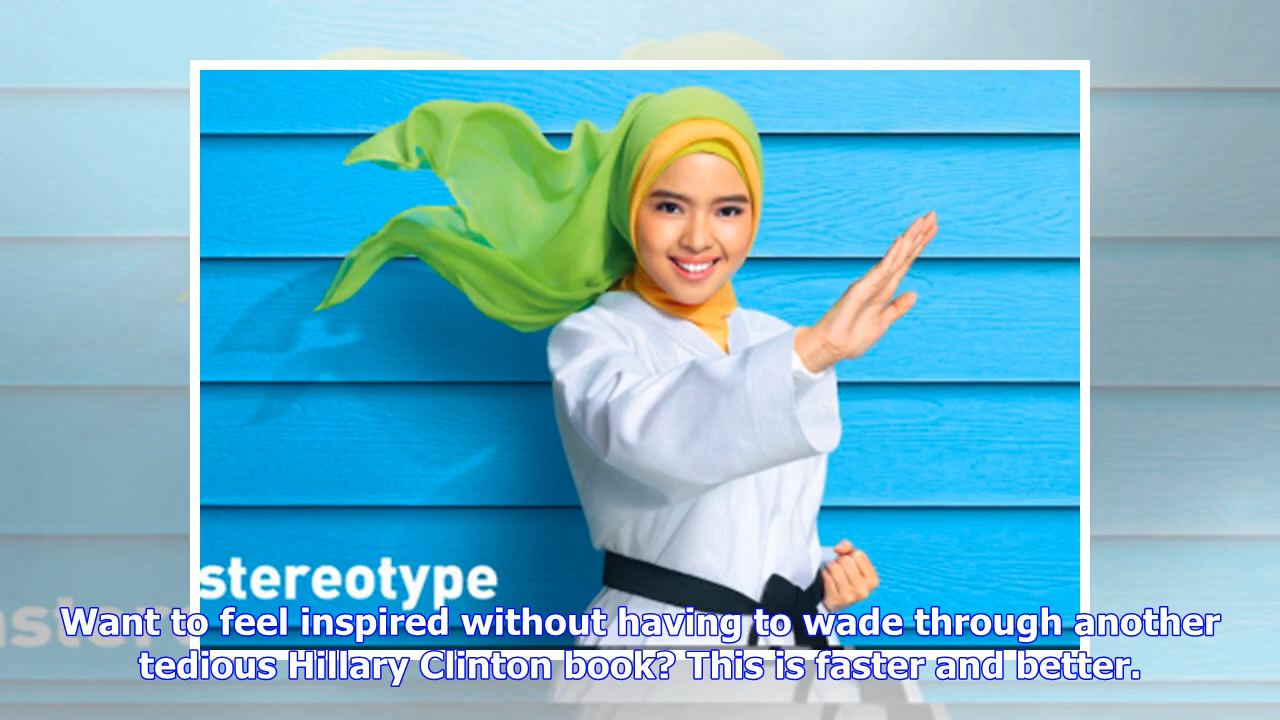 stereotype
Want to feel inspired without having to wade through another
tedious Hillary Clinton book? This is faster and better.